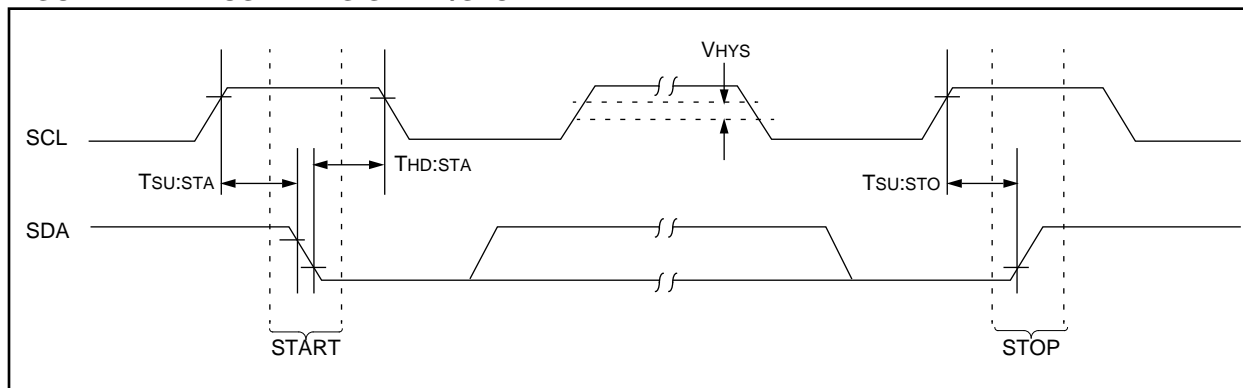 VHYS
SCL
THD:STA
TSU:STA
TSU:STO
SDA
START
STOP